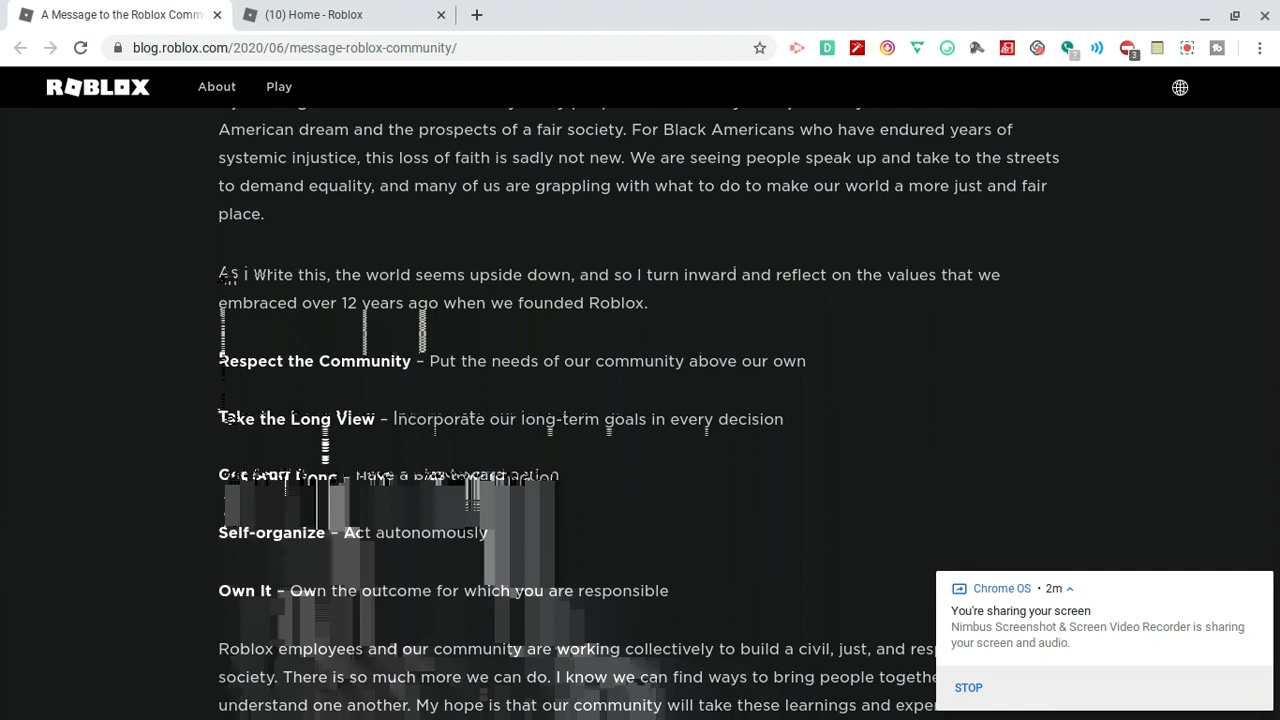 A Message to the Roblox Comm
(10) Home - Roblox
blog.roblox.com/2020/06/message-roblox-community/
3
ROBLOX
About
Play
American dream and the prospects of a fair society. For Black Americans who have endured years of
systemic injustice, this loss of faith is sadly not new. We are seeing people speak up and take to the streets
to demand equality, and many of us are grappling with what to do to make our world a more just and fair
place.
As i write this, the world seems upside down, and so I turn inward and reflect on the values that we
embraced over 12 years ago when we founded Roblox.
Respect the Community – Put the needs of our community above our own
Take the Long View – Incorporate our long-term goals in every decision
Self-organize – Act autonomously
Own It – Own the outcome for which you are responsible
Roblox employees and our community are working collectively to build a civil, just, and
society. There is so much more we can do. I know we can find ways to bring people
understand one another. My hope is that our community will take these learnings and
Chrome OS • 2m
You're sharing your screen
Nimbus Screenshot & Screen Video Recorder is sharing
your screen and audio.
STOP